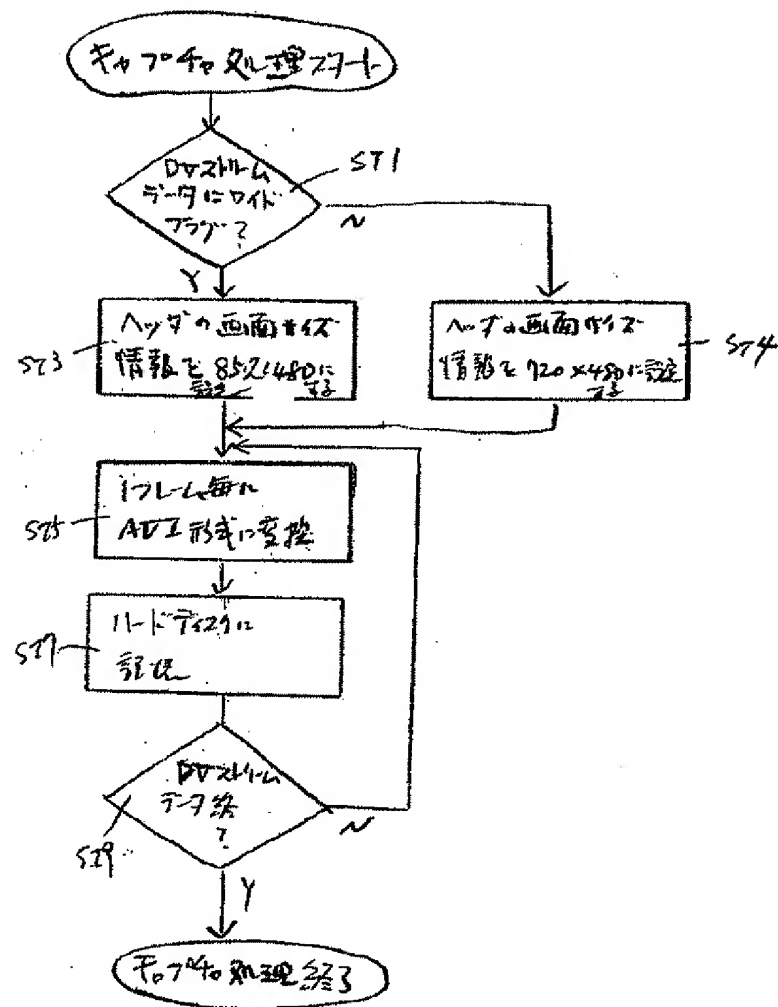 キャプチャ処理スタート
DVストリーム
データにワイド
フラグ?
ST1
N
Y
ヘッダの画面サイズ
情報を852×480に
設定 する
ST3
ヘッダの画面サイズ
情報を720×480に設定
する
ST4
1フレーム毎に
AVI形式に変換
ST5
ハードディスクに
記憶
ST7
DVストリーム
データ終
?
ST9
N
Y
キャプチャ処理終了